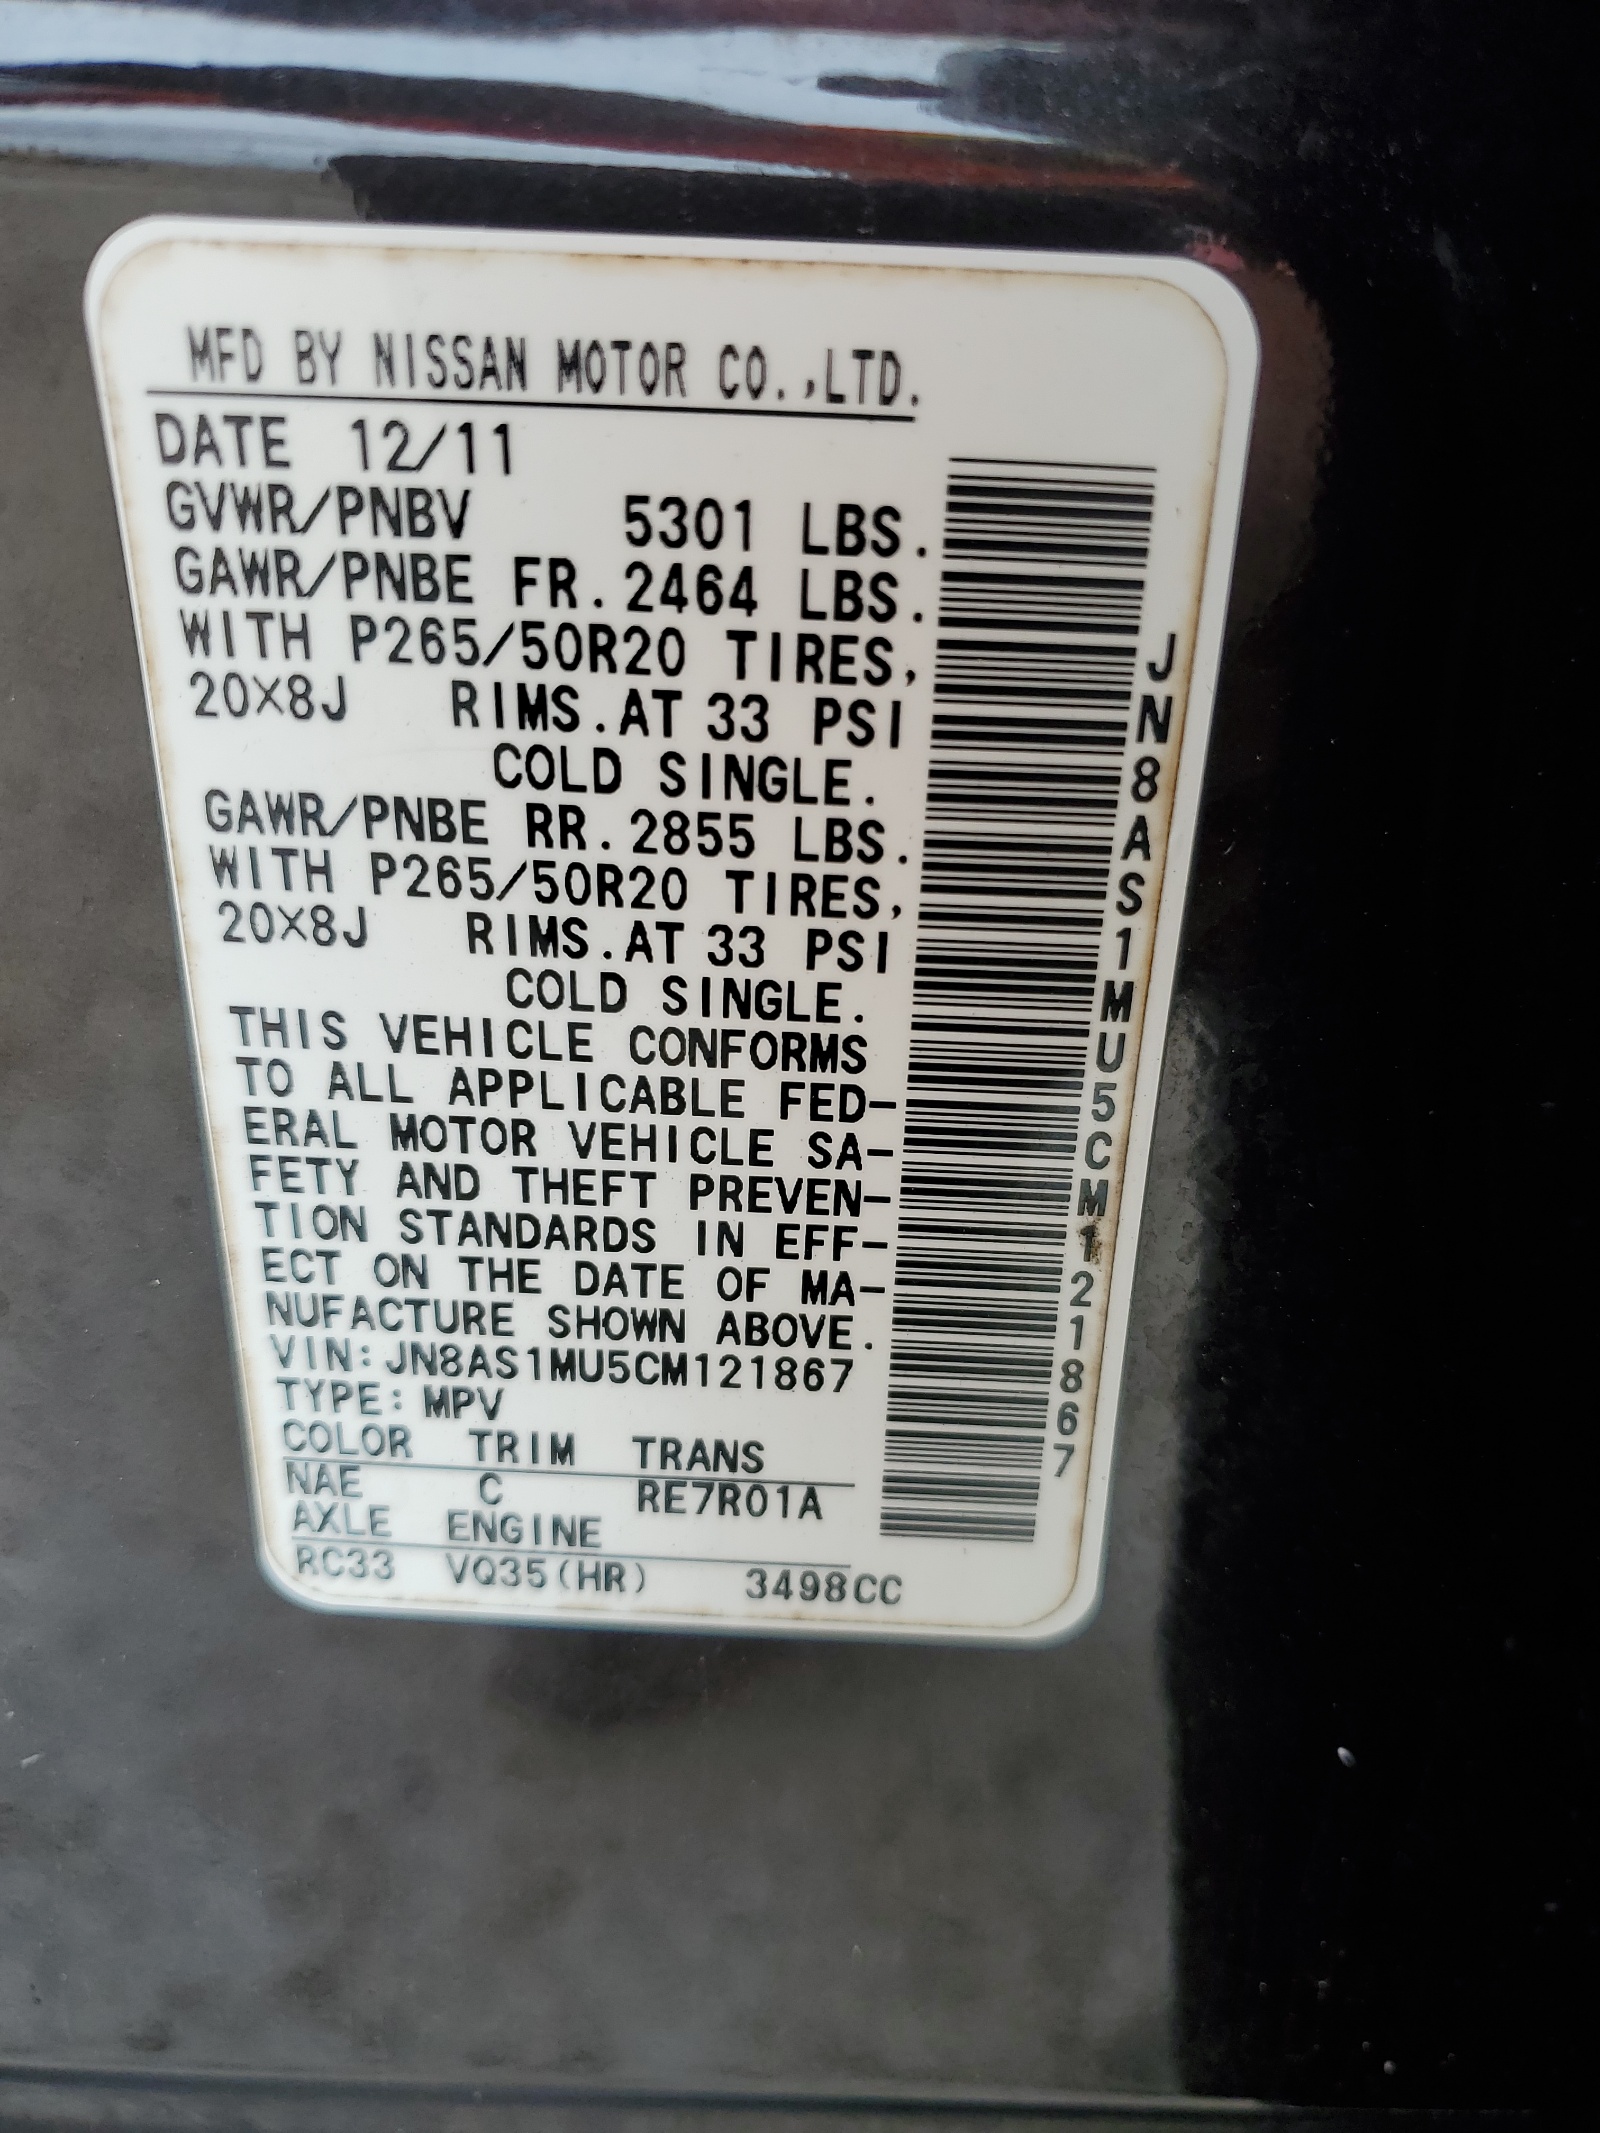 MFD BY NISSAN MOTOR CO.,LTD.
DATE 12/11
GVWR/PNBV 5301 LBS.
GAWR/PNBE FR. 2464 LBS.
WITH P265/50R20 TIRES,
20X8J RIMS. AT 33 PSI
COLD SINGLE.
GAWR/PNBE RR. 2855 LBS.
WITH P265/50R20 TIRES,
20X8J RIMS. AT 33 PSI
COLD SINGLE.
THIS VEHICLE CONFORMS
TO ALL APPLICABLE FED-
ERAL MOTOR VEHICLE SA-
FETY AND THEFT PREVEN-
TION STANDARDS IN EFF-
ECT ON THE DATE OF MA-
NUFACTURE SHOWN ABOVE.
VIN: JN8AS1MU5CM121867
TYPE: MPV
COLOR TRIM TRANS
NAE C RE7R01A
AXLE ENGINE
RC33 VQ35(HR) 3498CC
JN8AS1MU5CM121867